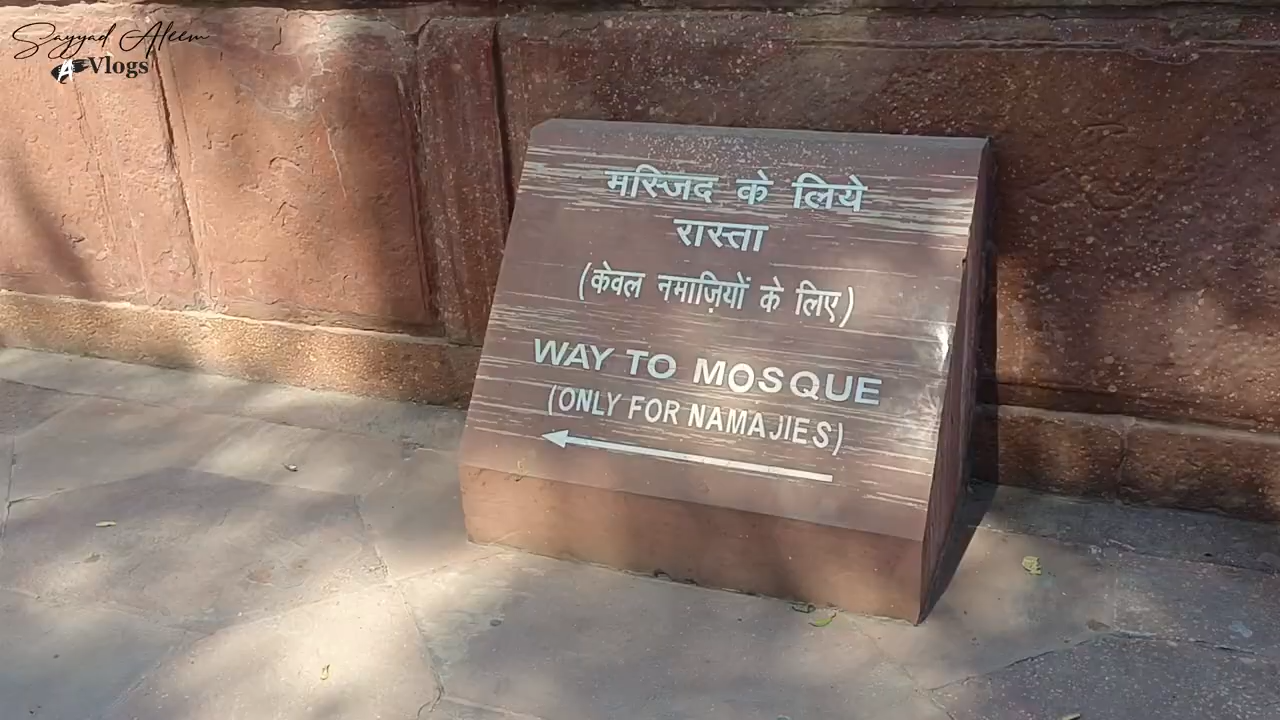 Sayyad Aleem
A Vlogs
मस्जिद के लिये
रास्ता
(केवल नमाज़ियों के लिए)
WAY TO MOSQUE
(ONLY FOR NAMAJIES)